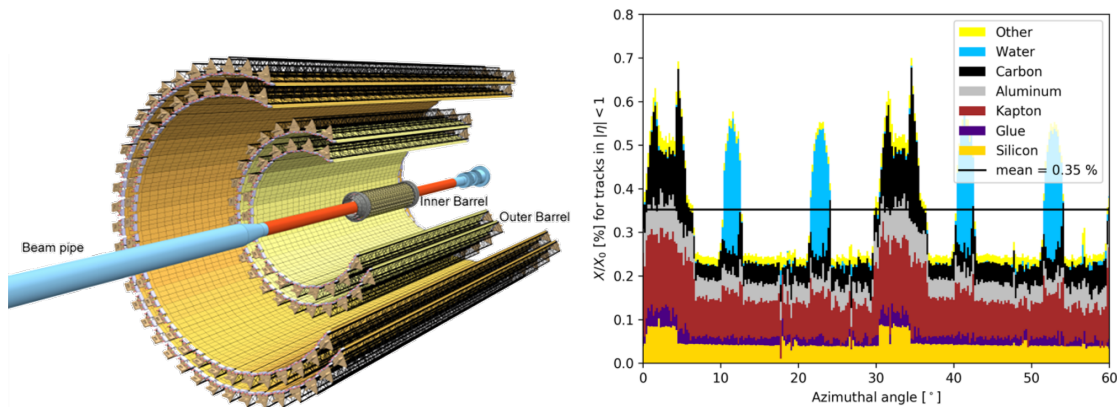 Beam pipe
Inner Barrel
Outer Barrel
X/X₀ [%] for tracks in |η| < 1
0.8
0.7
0.6
0.5
0.4
0.3
0.2
0.1
0.0
Other
Water
Carbon
Aluminum
Kapton
Glue
Silicon
mean = 0.35 %
0 10 20 30 40 50 60
Azimuthal angle [°]